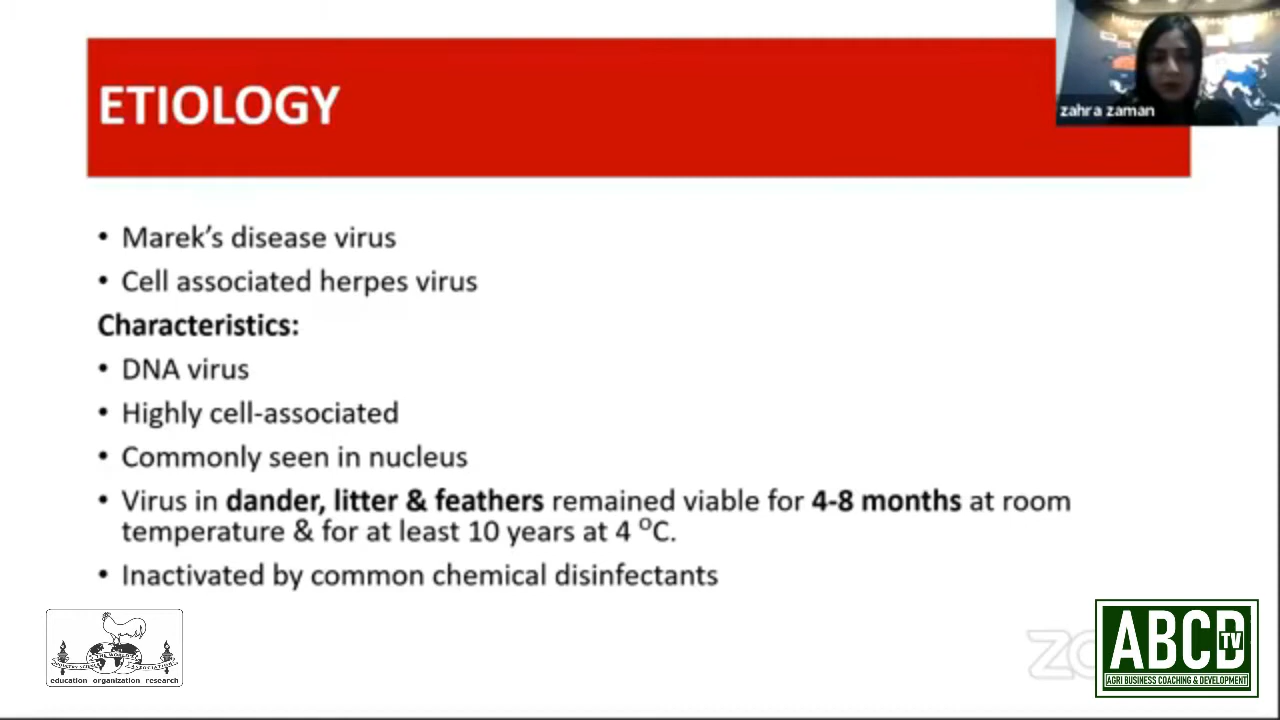 ETIOLOGY
zahra zaman
• Marek’s disease virus
• Cell associated herpes virus
Characteristics:
• DNA virus
• Highly cell-associated
• Commonly seen in nucleus
• Virus in dander, litter & feathers remained viable for 4-8 months at room
temperature & for at least 10 years at 4 ⁰C.
• Inactivated by common chemical disinfectants
education organization research
ABCD TV
AGRI BUSINESS COACHING & DEVELOPMENT